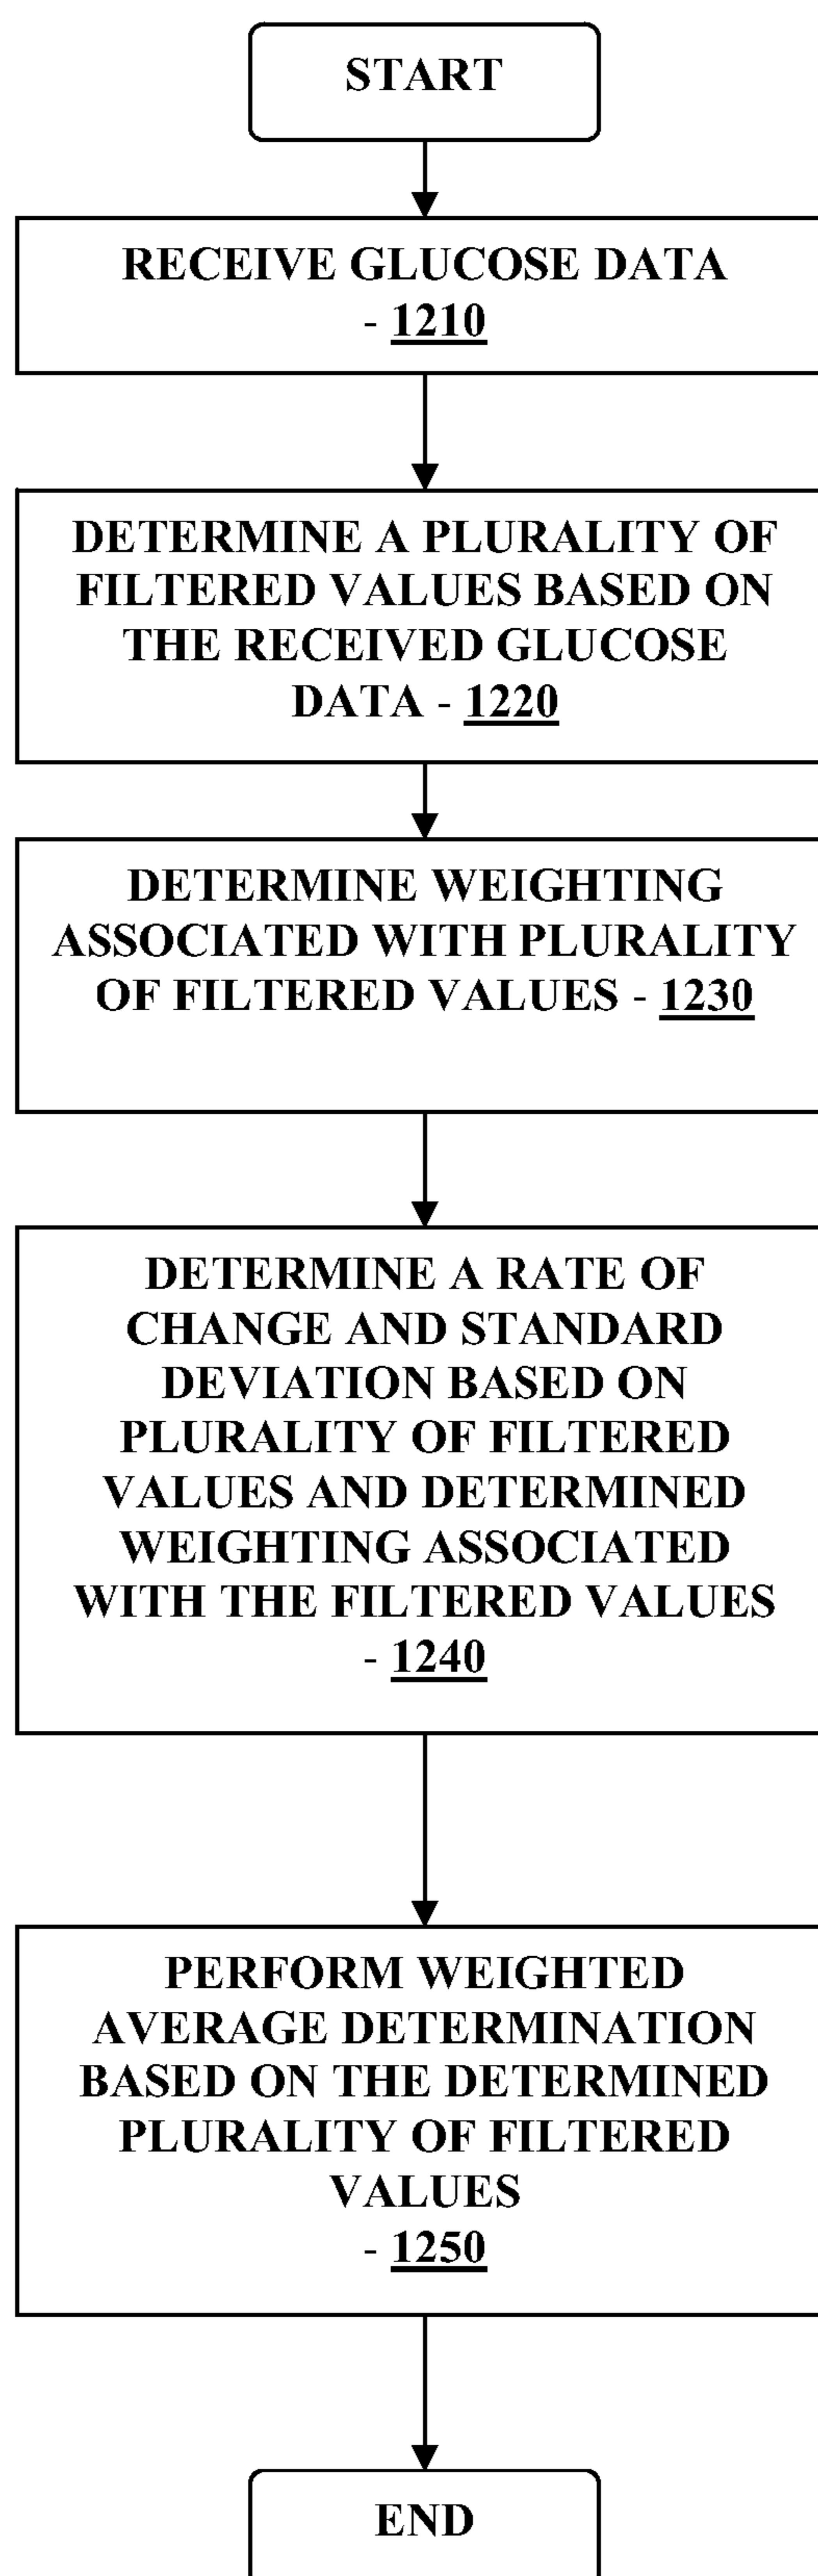 START
RECEIVE GLUCOSE DATA
- 1210
DETERMINE A PLURALITY OF
FILTERED VALUES BASED ON
THE RECEIVED GLUCOSE
DATA - 1220
DETERMINE WEIGHTING
ASSOCIATED WITH PLURALITY
OF FILTERED VALUES - 1230
DETERMINE A RATE OF
CHANGE AND STANDARD
DEVIATION BASED ON
PLURALITY OF FILTERED
VALUES AND DETERMINED
WEIGHTING ASSOCIATED
WITH THE FILTERED VALUES
- 1240
PERFORM WEIGHTED
AVERAGE DETERMINATION
BASED ON THE DETERMINED
PLURALITY OF FILTERED
VALUES
- 1250
END